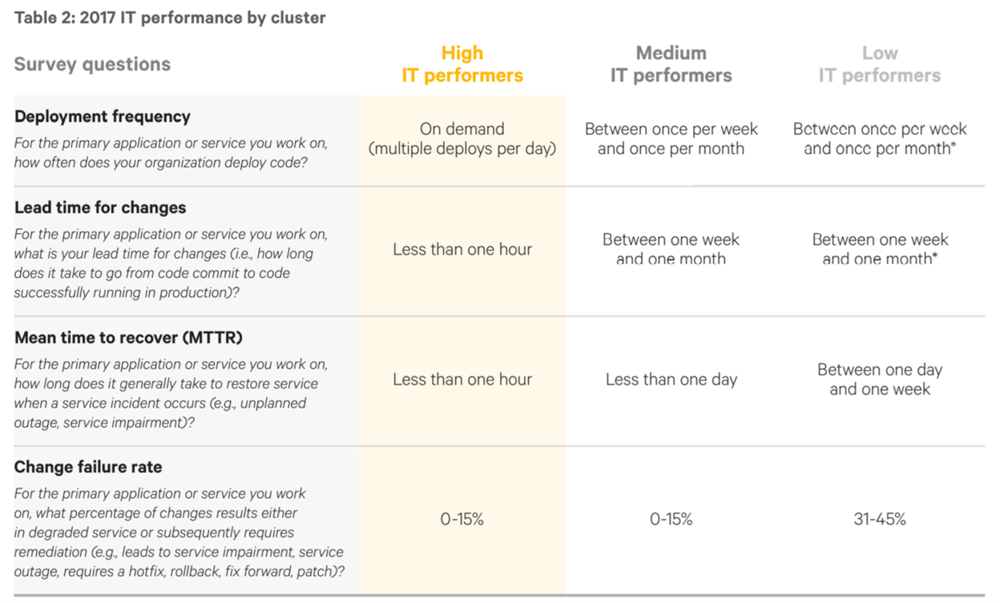 Table 2: 2017 IT performance by cluster
Survey questions
High
IT performers
Medium
IT performers
Low
IT performers
Deployment frequency
For the primary application or service you work on,
how often does your organization deploy code?
On demand
(multiple deploys per day)
Between once per week
and once per month
Between once per week
and once per month*
Lead time for changes
For the primary application or service you work on,
what is your lead time for changes (i.e., how long
does it take to go from code commit to code
successfully running in production)?
Less than one hour
Between one week
and one month
Between one week
and one month*
Mean time to recover (MTTR)
For the primary application or service you work on,
how long does it generally take to restore service
when a service incident occurs (e.g., unplanned
outage, service impairment)?
Less than one hour
Less than one day
Between one day
and one week
Change failure rate
For the primary application or service you work
on, what percentage of changes results either
in degraded service or subsequently requires
remediation (e.g., leads to service impairment, service
outage, requires a hotfix, rollback, fix forward, patch)?
0-15%
0-15%
31-45%